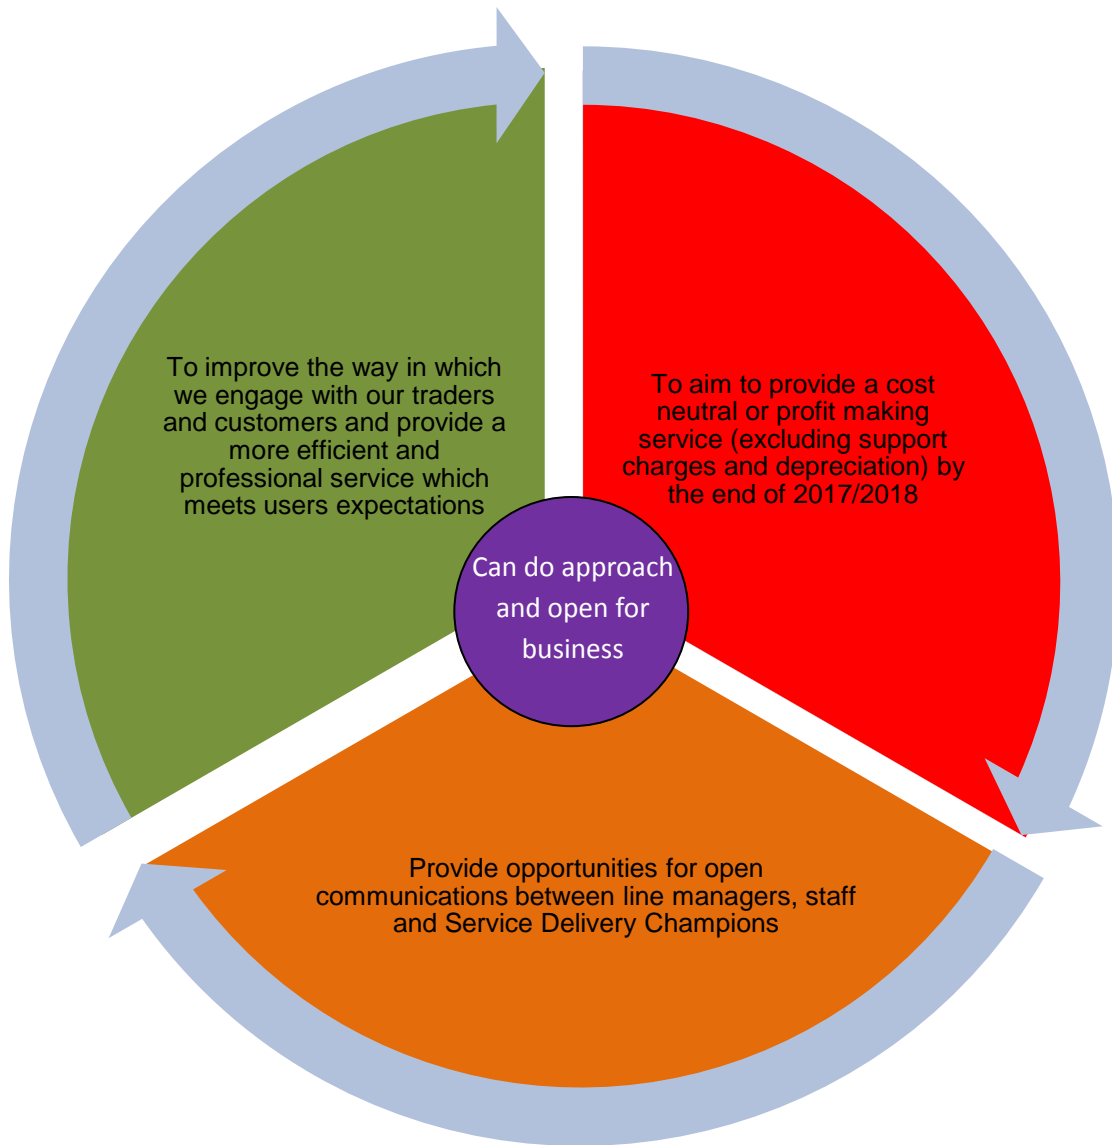 To improve the way in which
we engage with our traders
and customers and provide a
more efficient and
professional service which
meets users expectations
To aim to provide a cost
neutral or profit making
service (excluding support
charges and depreciation) by
the end of 2017/2018
Can do approach
and open for
business
Provide opportunities for open
communications between line managers, staff
and Service Delivery Champions